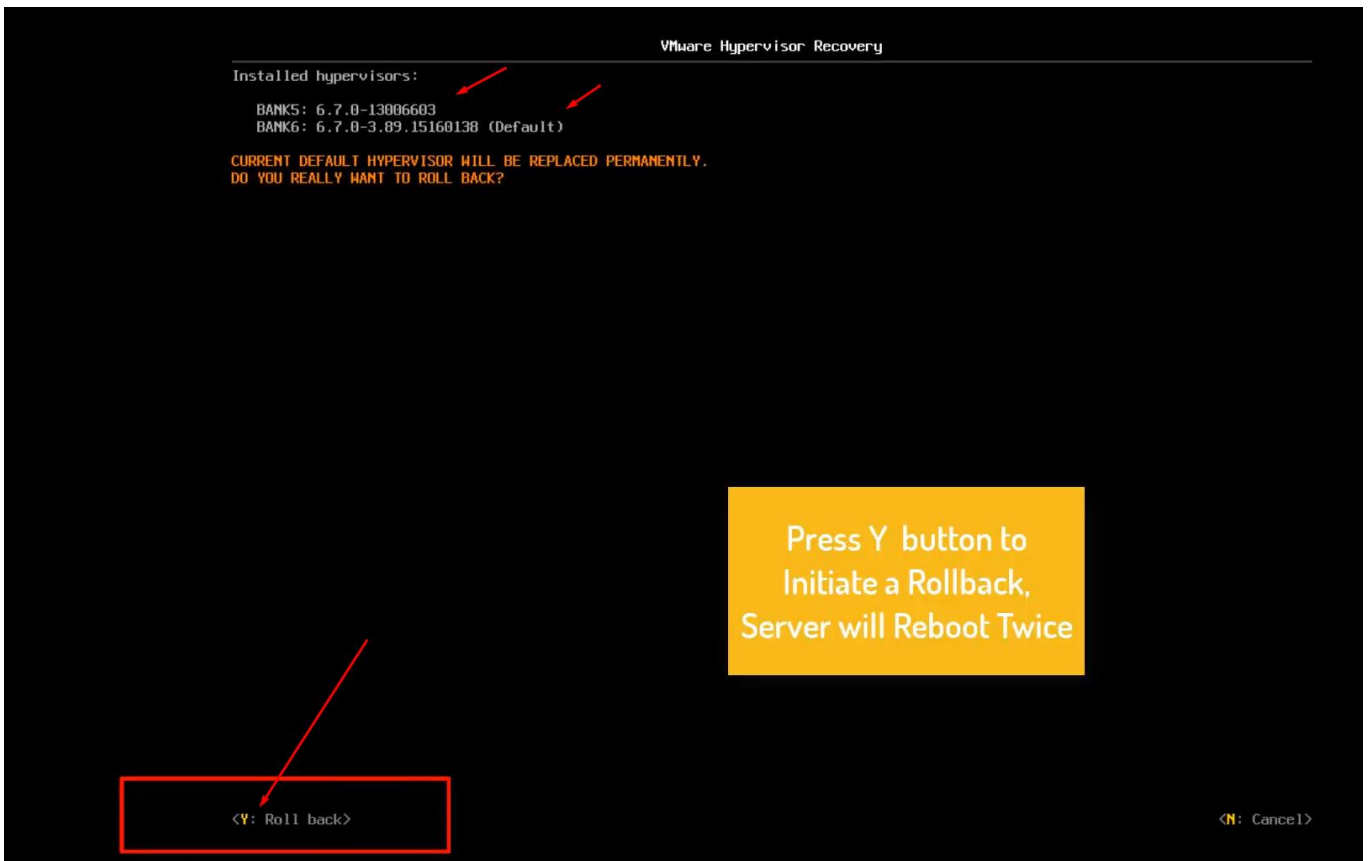 VMware Hypervisor Recovery
Installed hypervisors:
BANK5: 6.7.0-13006603
BANK6: 6.7.0-3.89.15160138 (Default)
CURRENT DEFAULT HYPERVISOR WILL BE REPLACED PERMANENTLY.
DO YOU REALLY WANT TO ROLL BACK?
Press Y button to
Initiate a Rollback,
Server will Reboot Twice
<Y: Roll back>
<N: Cancel>